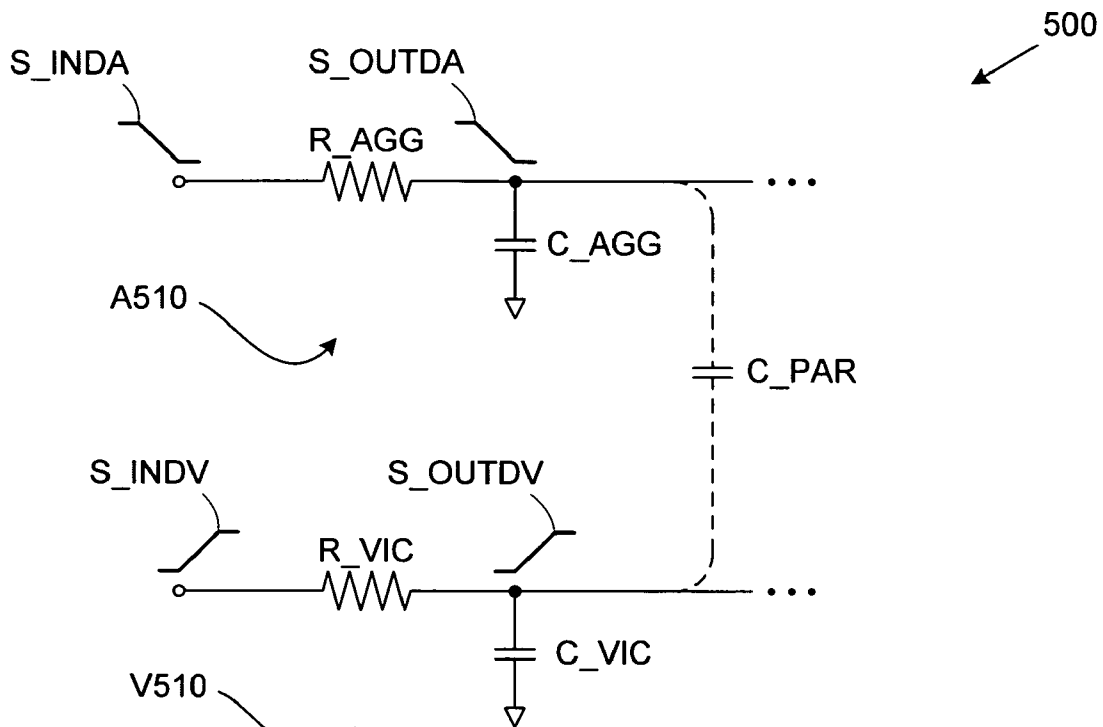 500
S_INDA
S_OUTDA
R_AGG
C_AGG
A510
C_PAR
S_INDV
S_OUTDV
R_VIC
C_VIC
V510